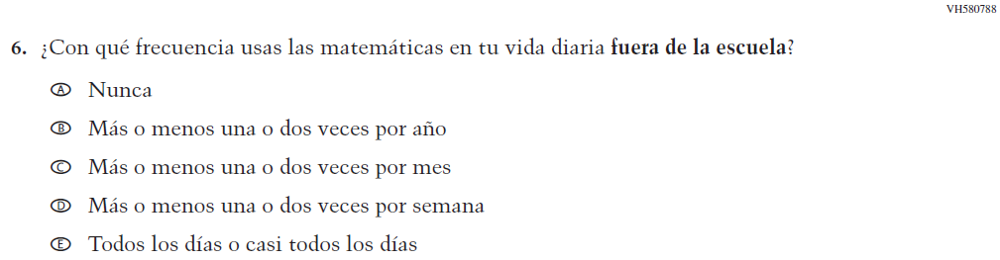 VH580788
6. ¿Con qué frecuencia usas las matemáticas en tu vida diaria fuera de la escuela?
A Nunca
B Más o menos una o dos veces por año
C Más o menos una o dos veces por mes
D Más o menos una o dos veces por semana
E Todos los días o casi todos los días